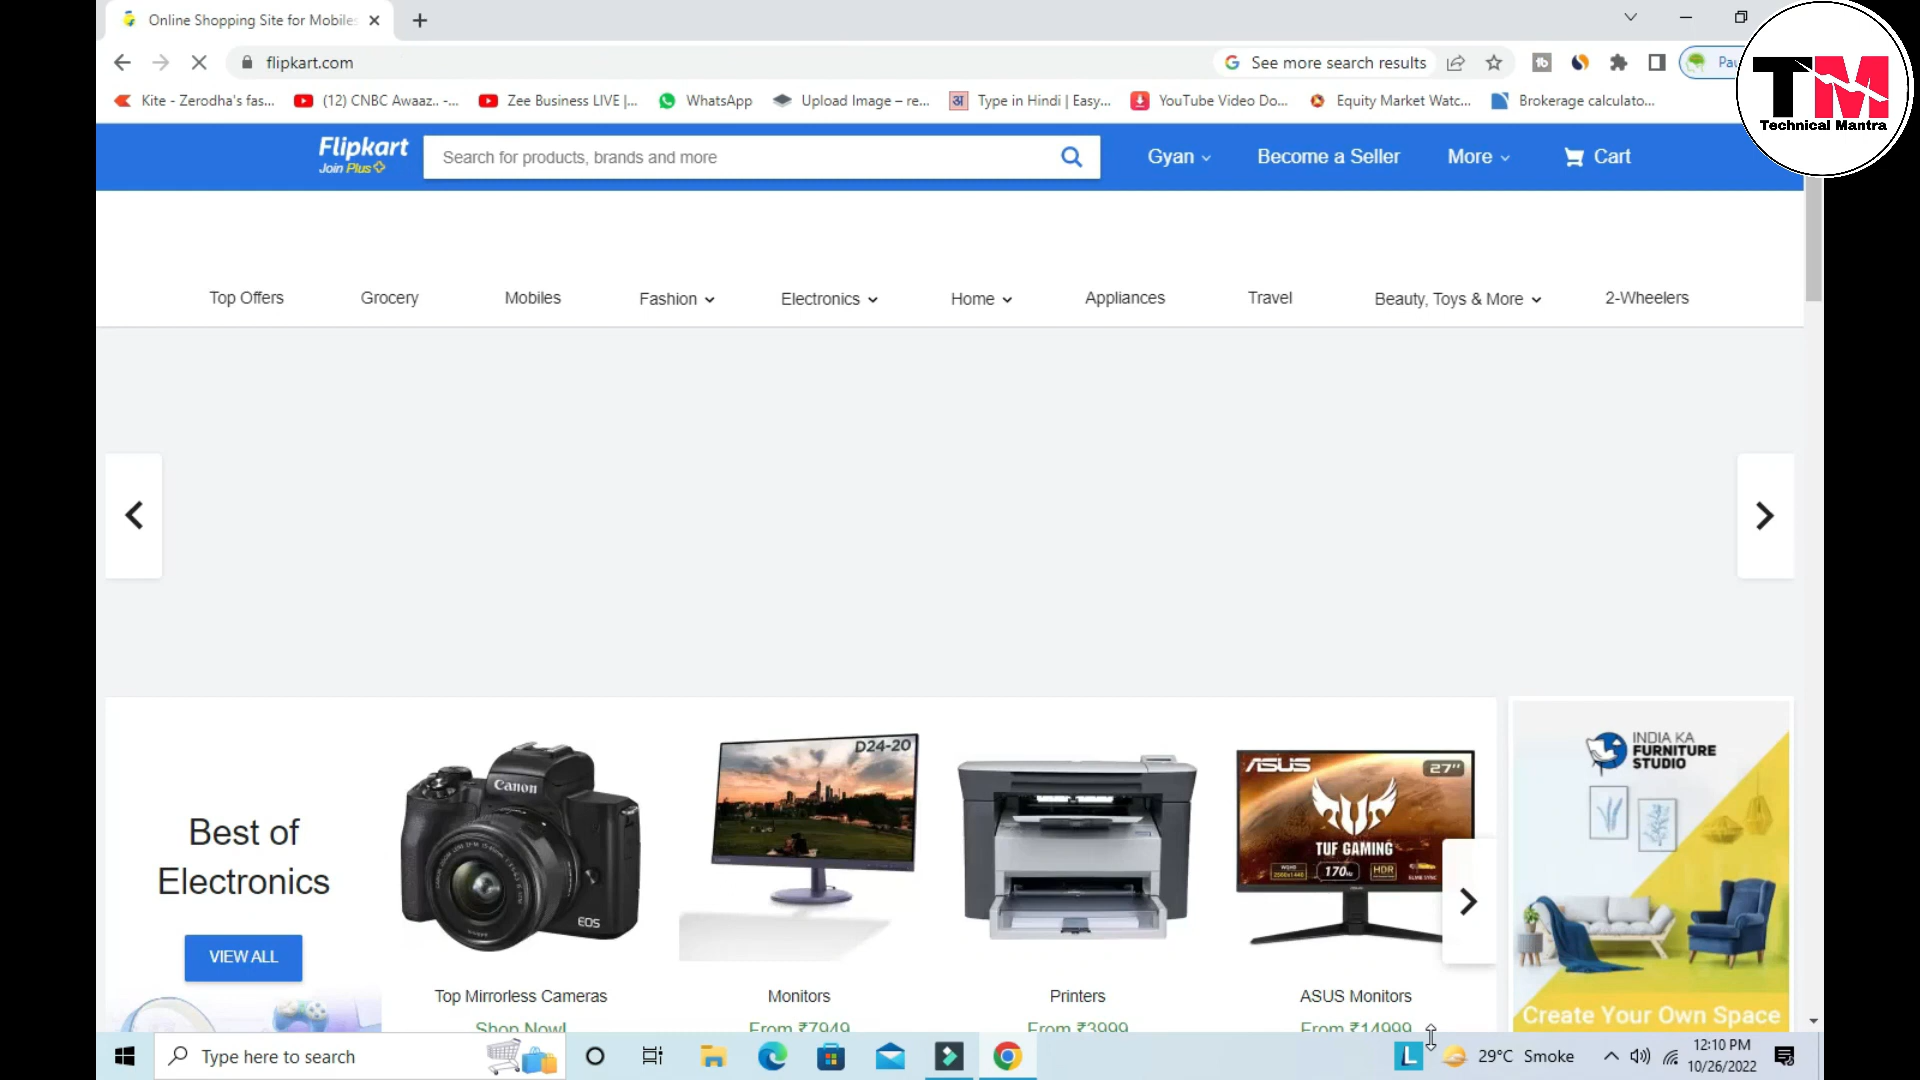 Online Shopping Site for Mobiles
flipkart.com
See more search results
Pau
Kite - Zerodha's fas...
(12) CNBC Awaaz.. -...
Zee Business LIVE |...
WhatsApp
Upload Image – re...
अ
Type in Hindi | Easy...
YouTube Video Do...
Equity Market Watc...
Brokerage calculato...
TM
Technical Mantra
Flipkart
Join Plus
Search for products, brands and more
Gyan
Become a Seller
More
Cart
Top Offers
Grocery
Mobiles
Fashion
Electronics
Home
Appliances
Travel
Beauty, Toys & More
2-Wheelers
Best of
Electronics
VIEW ALL
Canon
EOS
D24-20
ASUS
27"
TUF GAMING
170Hz
HDR
INDIA KA
FURNITURE
STUDIO
Top Mirrorless Cameras
Shop Now!
Monitors
From ₹7949
Printers
From ₹3999
ASUS Monitors
From ₹14999
Create Your Own Space
Type here to search
L
29°C Smoke
12:10 PM
10/26/2022